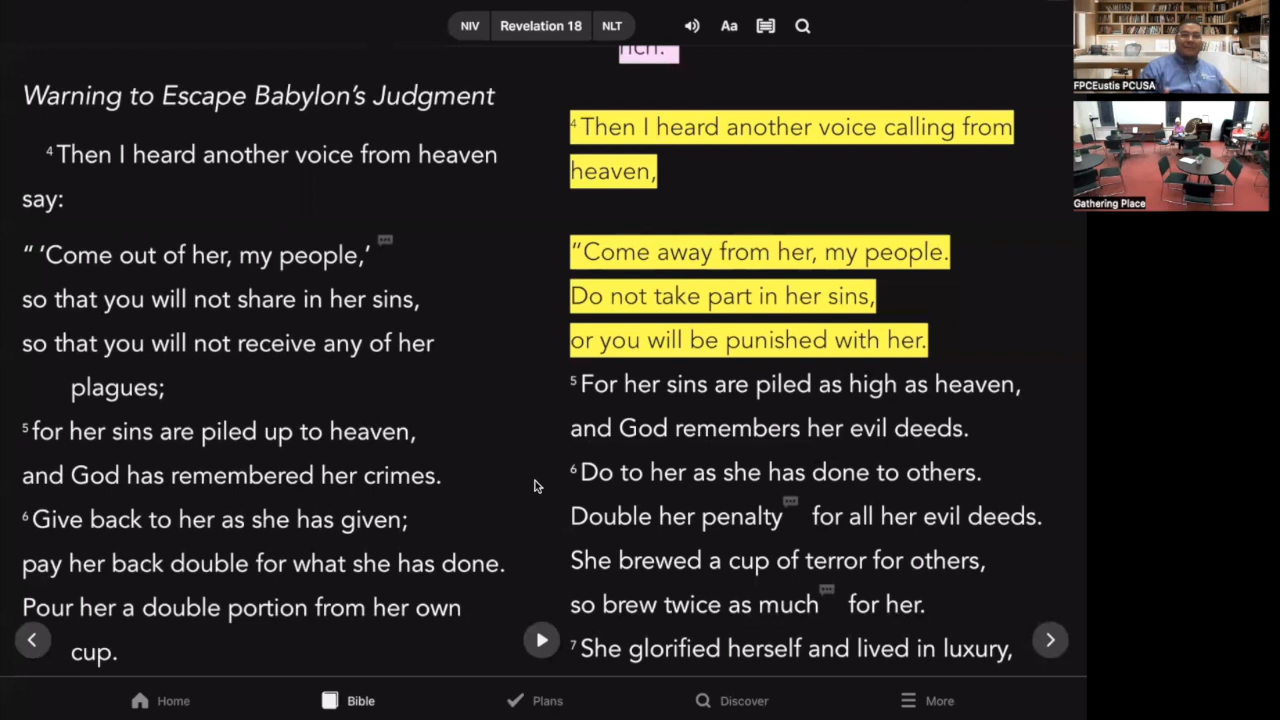 NIV Revelation 18 NLT Aa
Warning to Escape Babylon's Judgment
4 Then I heard another voice from heaven
say:
“ ‘Come out of her, my people,’
so that you will not share in her sins,
so that you will not receive any of her
plagues;
5 for her sins are piled up to heaven,
and God has remembered her crimes.
6 Give back to her as she has given;
pay her back double for what she has done.
Pour her a double portion from her own
cup.
rich.”
4 Then I heard another voice calling from
heaven,
“Come away from her, my people.
Do not take part in her sins,
or you will be punished with her.
5 For her sins are piled as high as heaven,
and God remembers her evil deeds.
6 Do to her as she has done to others.
Double her penalty for all her evil deeds.
She brewed a cup of terror for others,
so brew twice as much for her.
7 She glorified herself and lived in luxury,
Home Bible Plans Discover More
FPCEustis PCUSA
Gathering Place